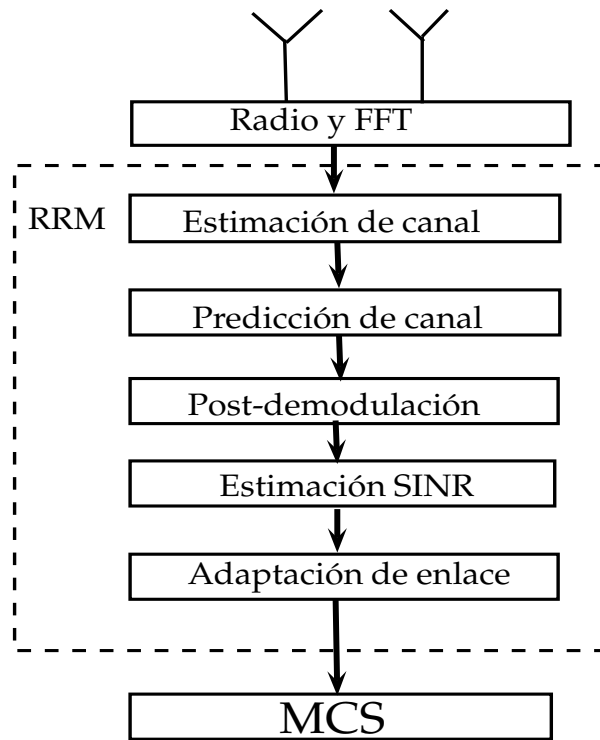 Radio y FFT
RRM
Estimación de canal
Predicción de canal
Post-demodulación
Estimación SINR
Adaptación de enlace
MCS